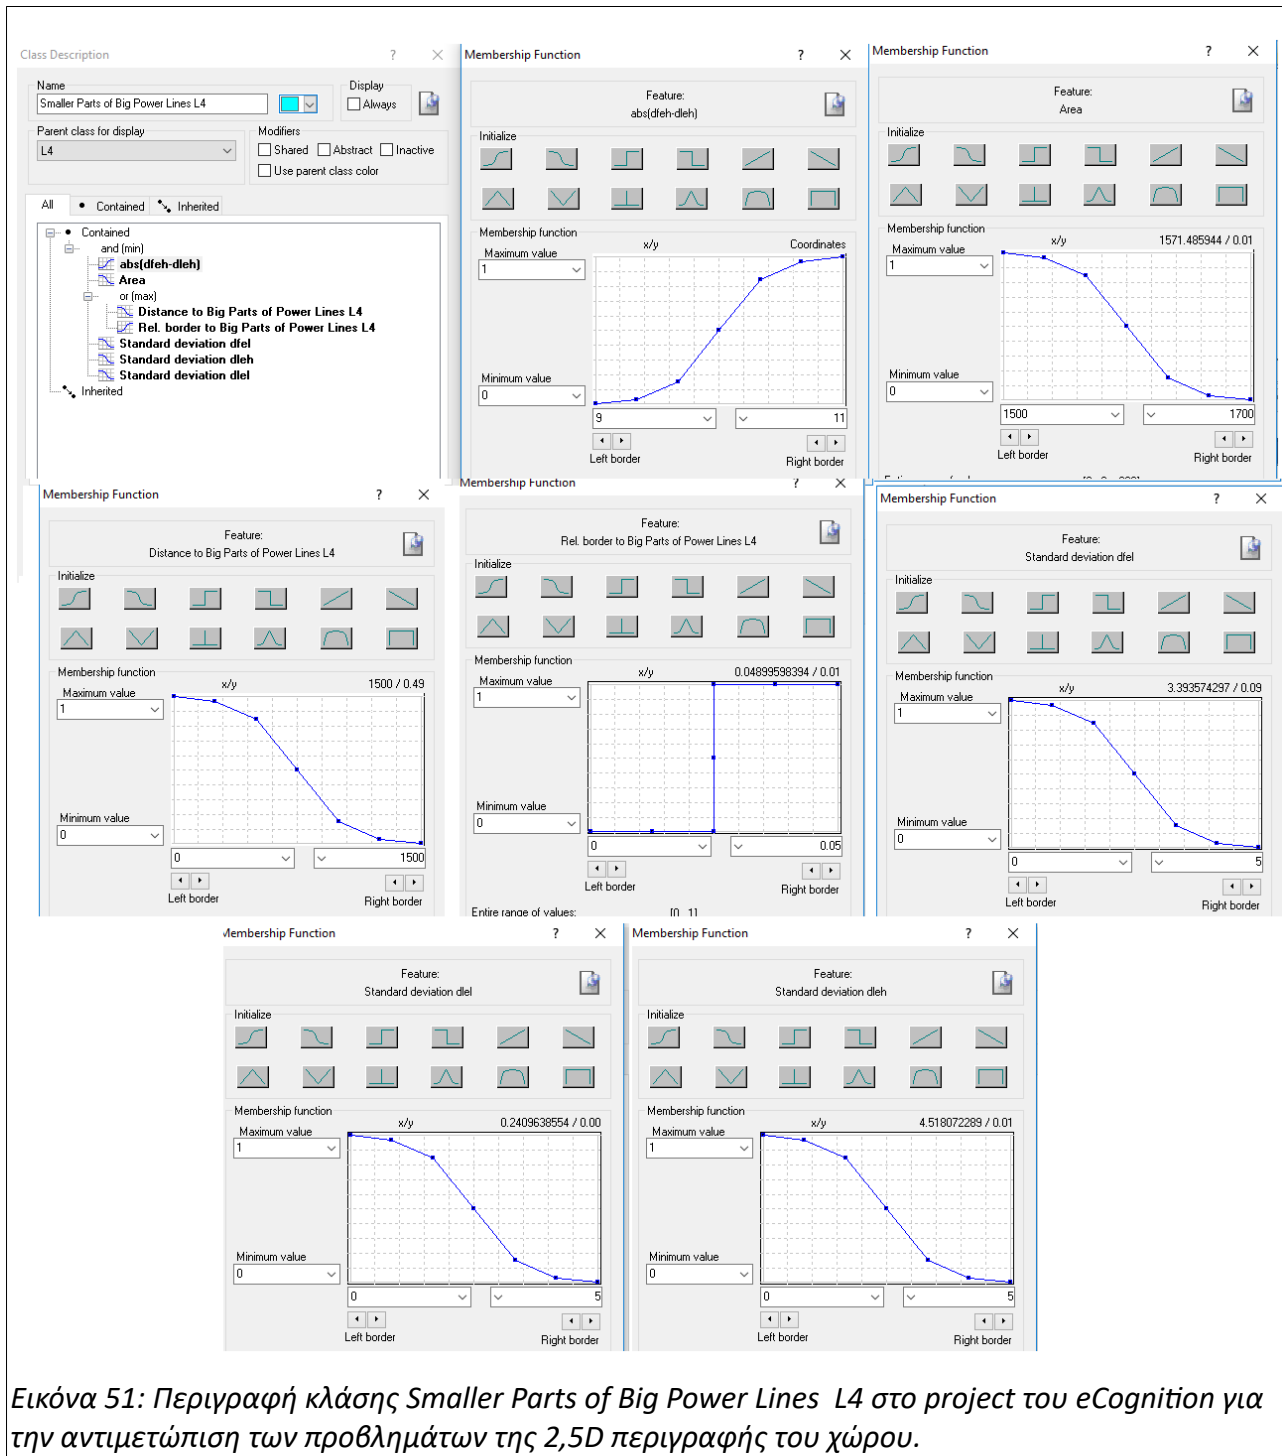 Class Description ? ×
Name
Smaller Parts of Big Power Lines L4
Display
Always
Parent class for display
L4
Modifiers
Shared Abstract Inactive
Use parent class color
All Contained Inherited
Contained
and (min)
abs(dfeh-dleh)
Area
or (max)
Distance to Big Parts of Power Lines L4
Rel. border to Big Parts of Power Lines L4
Standard deviation dfel
Standard deviation dleh
Standard deviation dlel
Inherited
Membership Function ? ×
Feature:
abs(dfeh-dleh)
Initialize
Membership function
Maximum value
1
x/y
Coordinates
Minimum value
0
9
11
Left border
Right border
Membership Function ? ×
Feature:
Area
Initialize
Membership function
Maximum value
1
x/y
1571.485944 / 0.01
Minimum value
0
1500
1700
Left border
Right border
Membership Function ? ×
Feature:
Distance to Big Parts of Power Lines L4
Initialize
Membership function
Maximum value
1
x/y
1500 / 0.49
Minimum value
0
0
1500
Left border
Right border
Membership Function ? ×
Feature:
Rel. border to Big Parts of Power Lines L4
Initialize
Membership function
Maximum value
1
x/y
0.04899598394 / 0.01
Minimum value
0
0
0.05
Left border
Right border
Entire range of values: [0...1]
Membership Function ? ×
Feature:
Standard deviation dfel
Initialize
Membership function
Maximum value
1
x/y
3.393574297 / 0.09
Minimum value
0
0
5
Left border
Right border
Membership Function ? ×
Feature:
Standard deviation dlel
Initialize
Membership function
Maximum value
1
x/y
0.2409638554 / 0.00
Minimum value
0
0
5
Left border
Right border
Membership Function ? ×
Feature:
Standard deviation dleh
Initialize
Membership function
Maximum value
1
x/y
4.518072289 / 0.01
Minimum value
0
0
5
Left border
Right border
Εικόνα 51: Περιγραφή κλάσης Smaller Parts of Big Power Lines L4 στο project του eCognition για
την αντιμετώπιση των προβλημάτων της 2,5D περιγραφής του χώρου.